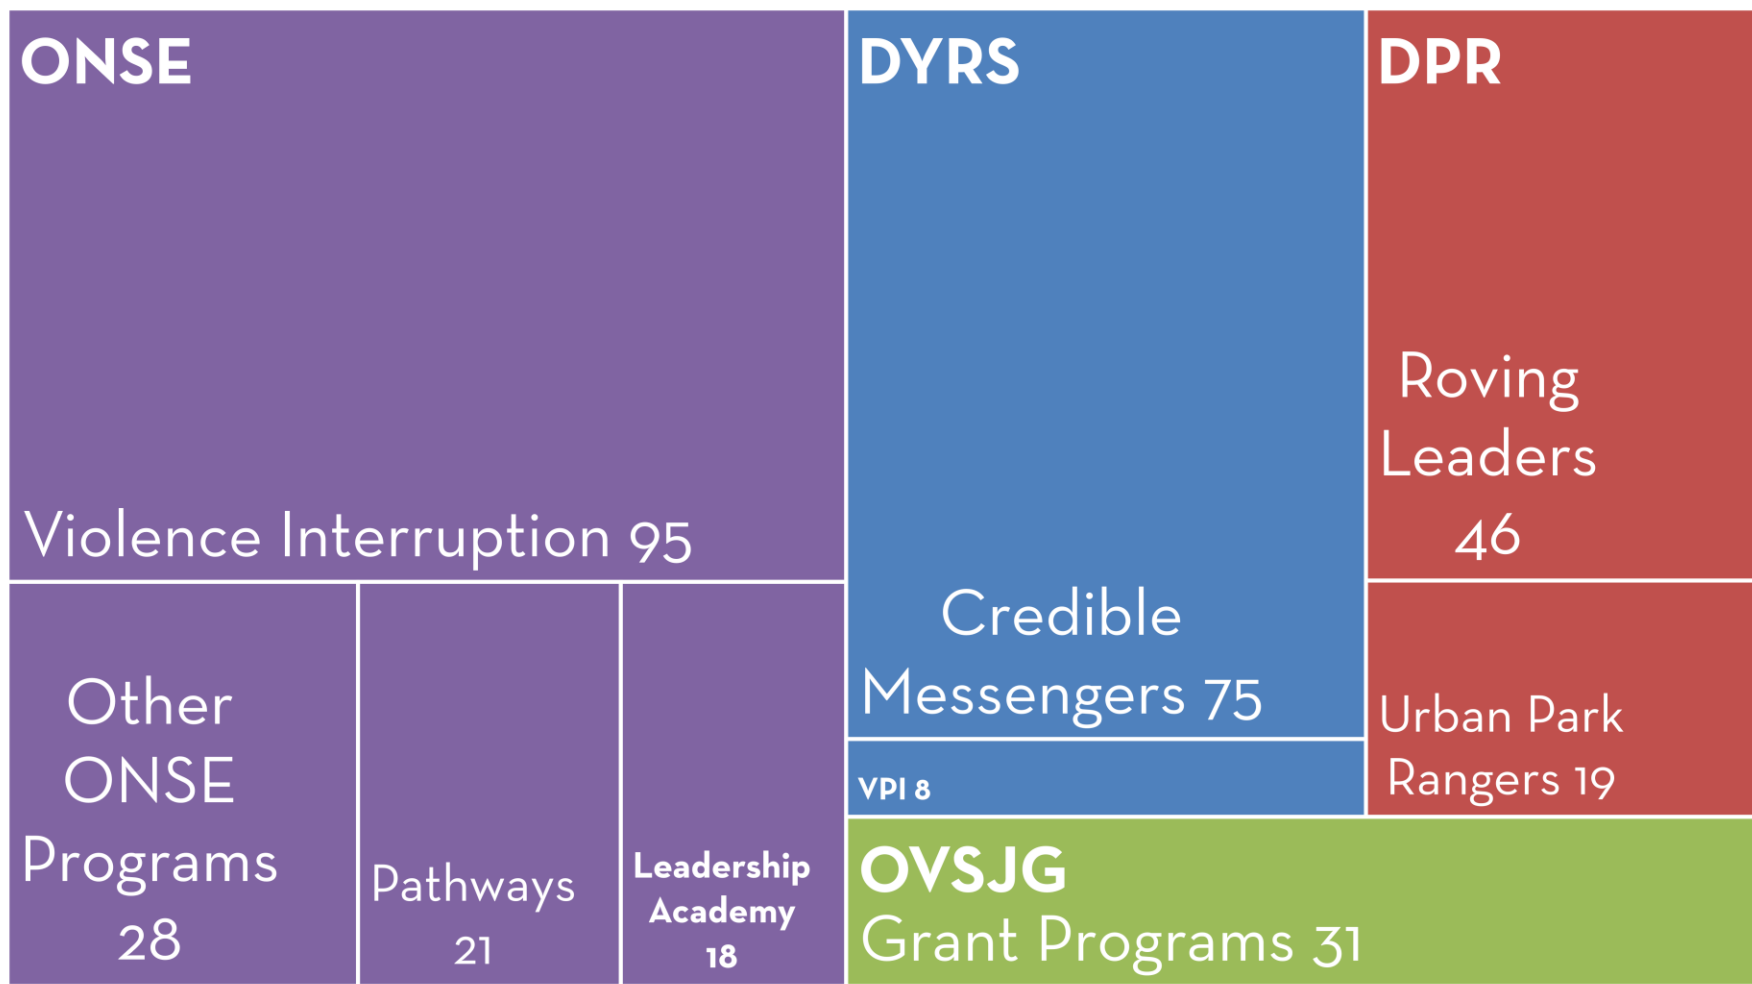 ONSE
Violence Interruption 95
Other
ONSE
Programs
28
Pathways
21
Leadership
Academy
18
DYRS
Credible
Messengers 75
VPI 8
DPR
Roving
Leaders
46
Urban Park
Rangers 19
OVSJG
Grant Programs 31